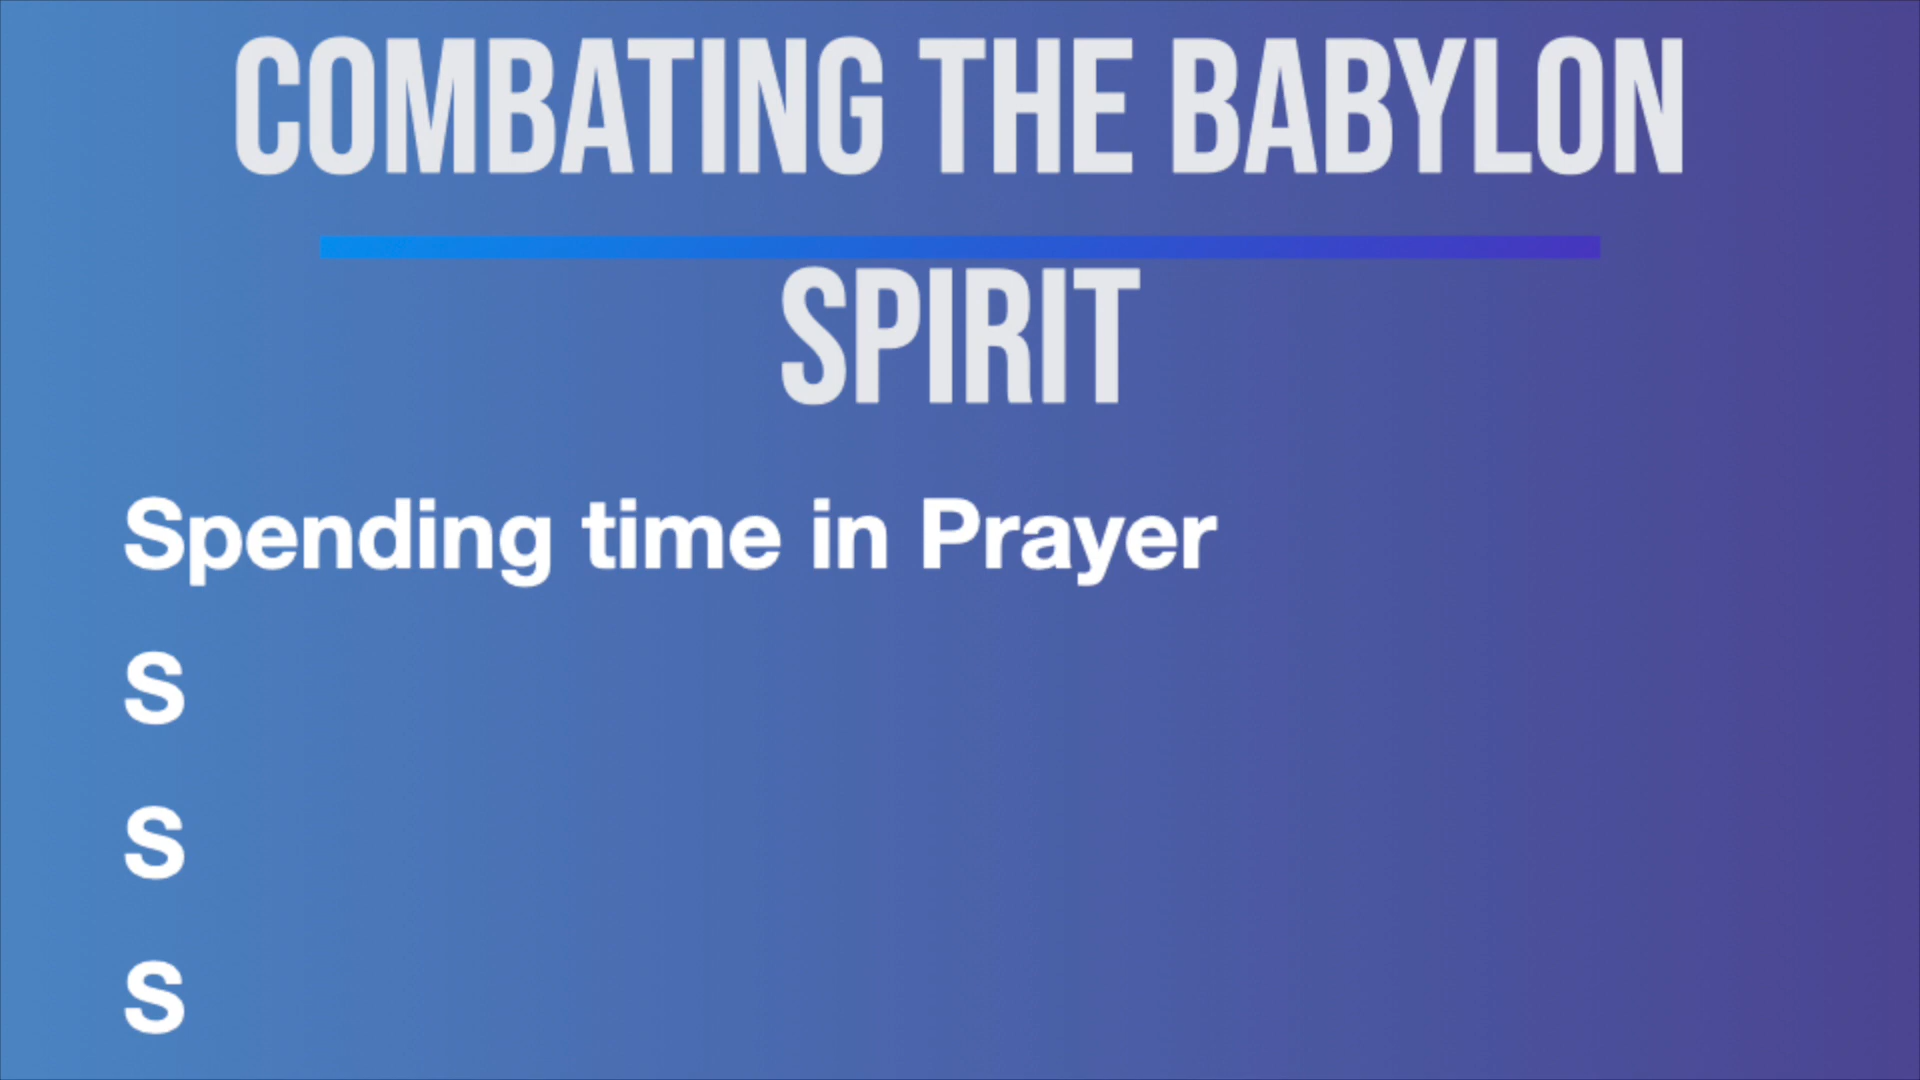 COMBATING THE BABYLON
SPIRIT
Spending time in Prayer
S
S
S